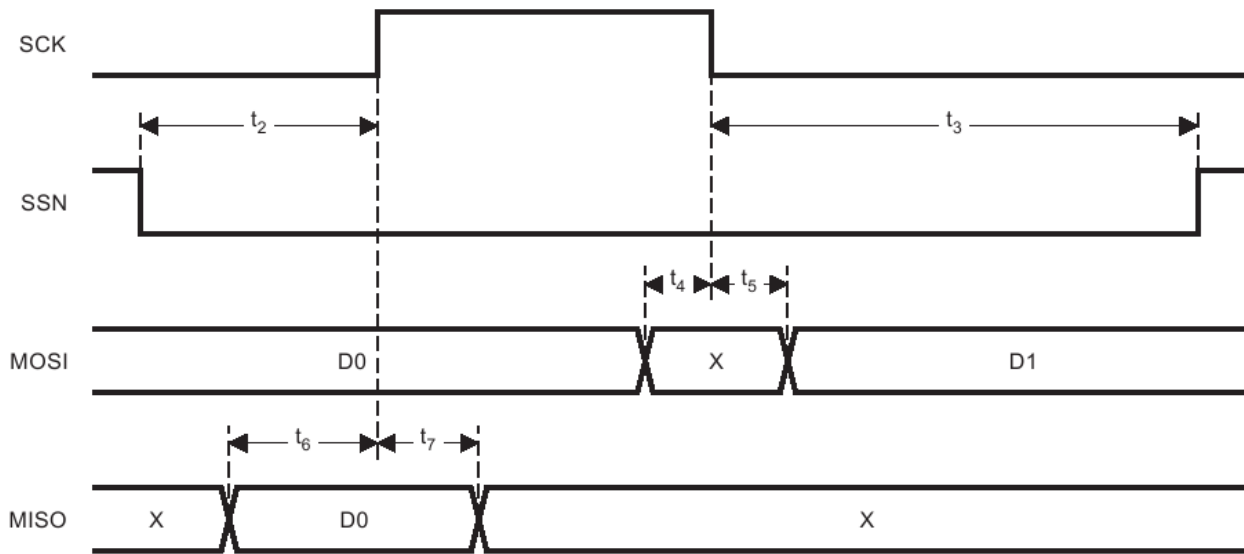 SCK
t2 t3
SSN
t4 t5
MOSI D0 X D1
t6 t7
MISO X D0 X